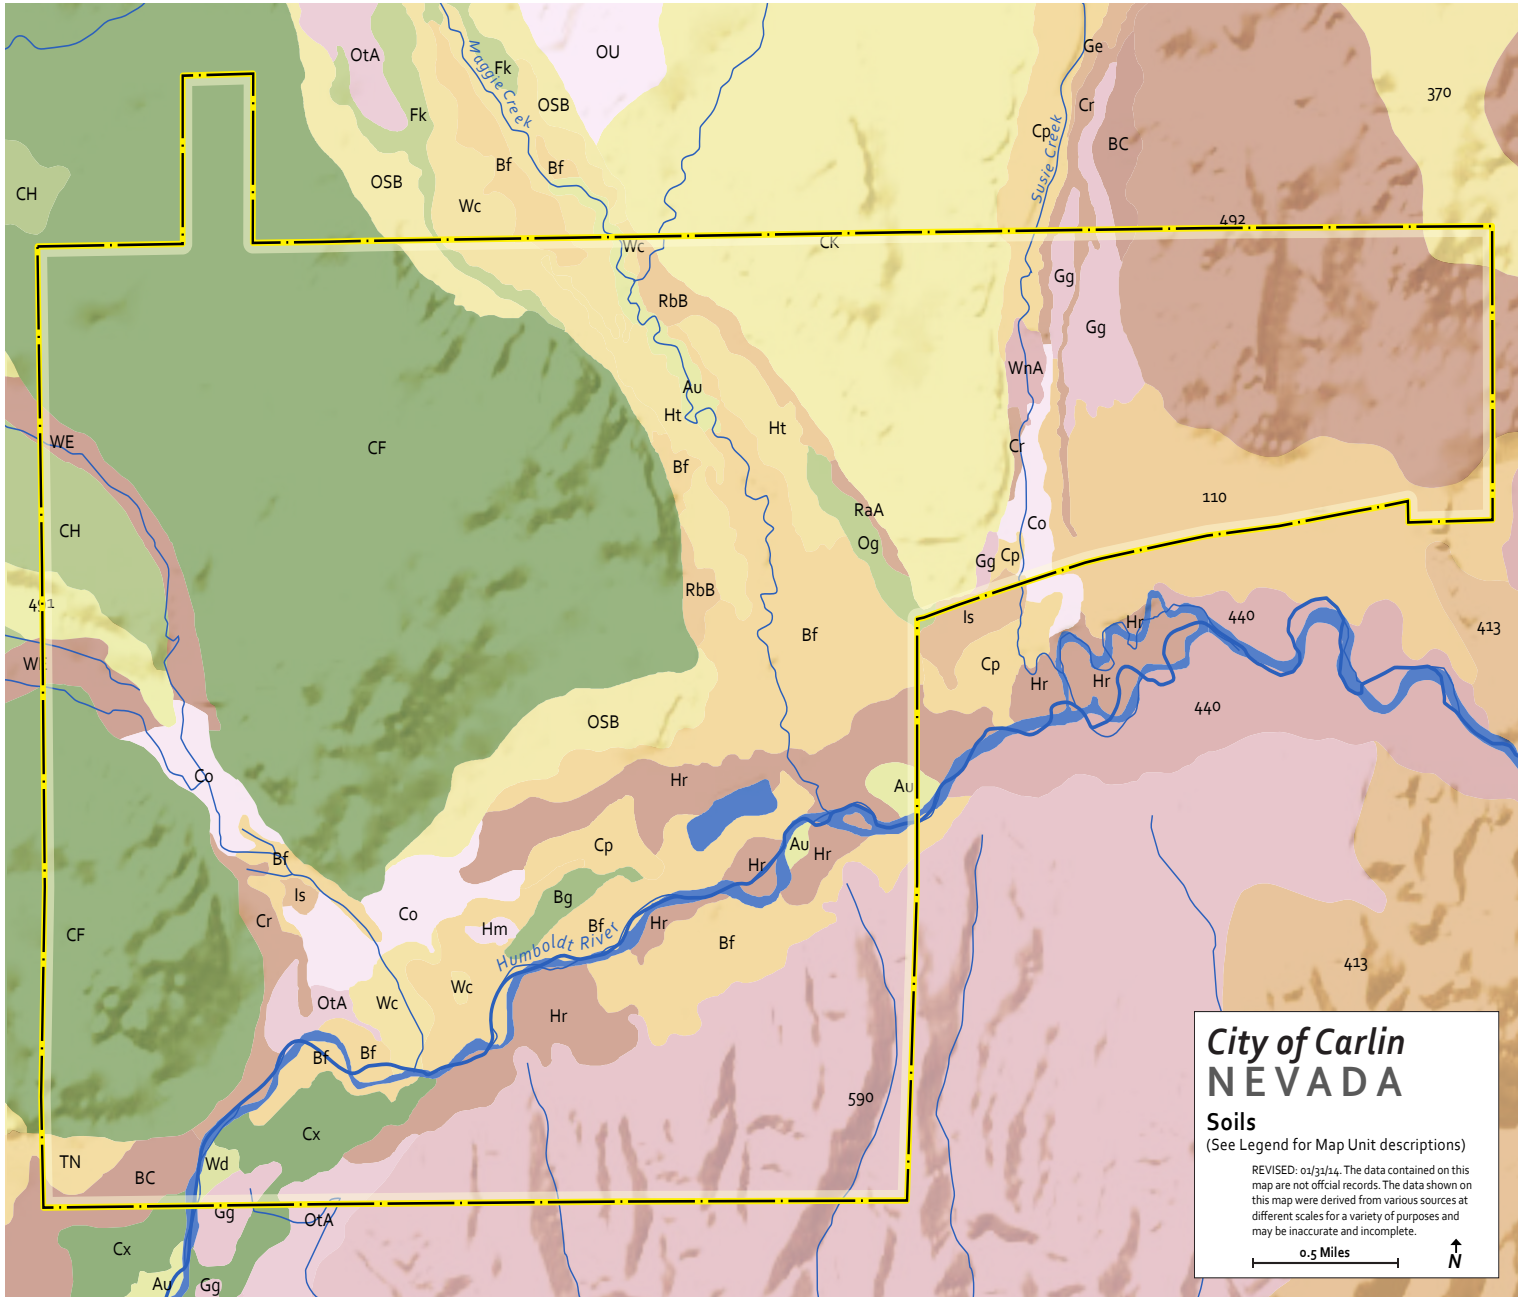 OtA
OU
Ge
Maggie Creek
Fk
370
OSB
Cr
Fk
Cp
BC
Susie Creek
Bf
Bf
OSB
CH
Wc
492
Wc
CK
Gg
RbB
Gg
WnA
Au
Ht
Ht
WE
CF
Cr
Bf
110
RaA
CH
Co
Og
Gg
Cp
RbB
491
Is
Hr
440
413
Bf
WE
Cp
Hr
Hr
440
OSB
Co
Hr
Au
Cp
Au
Hr
Bf
Hr
Is
Bg
Co
Cr
Hm
Bf
Hr
CF
Bf
Humboldt River
413
Wc
OtA
Wc
Hr
Bf
Bf
590
Cx
TN
Wd
BC
Gg
OtA
Cx
Au
Gg
City of Carlin
NEVADA
Soils
(See Legend for Map Unit descriptions)
REVISED: 01/31/14. The data contained on this
map are not offcial records. The data shown on
this map were derived from various sources at
different scales for a variety of purposes and
may be inaccurate and incomplete.
0.5 Miles
N